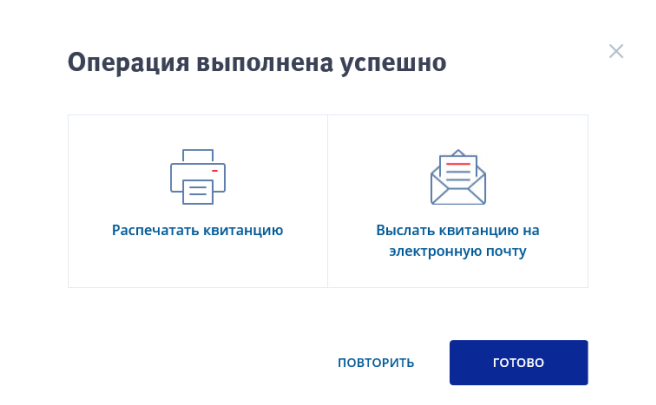 Операция выполнена успешно
Распечатать квитанцию
Выслать квитанцию на
электронную почту
ПОВТОРИТЬ
ГОТОВО